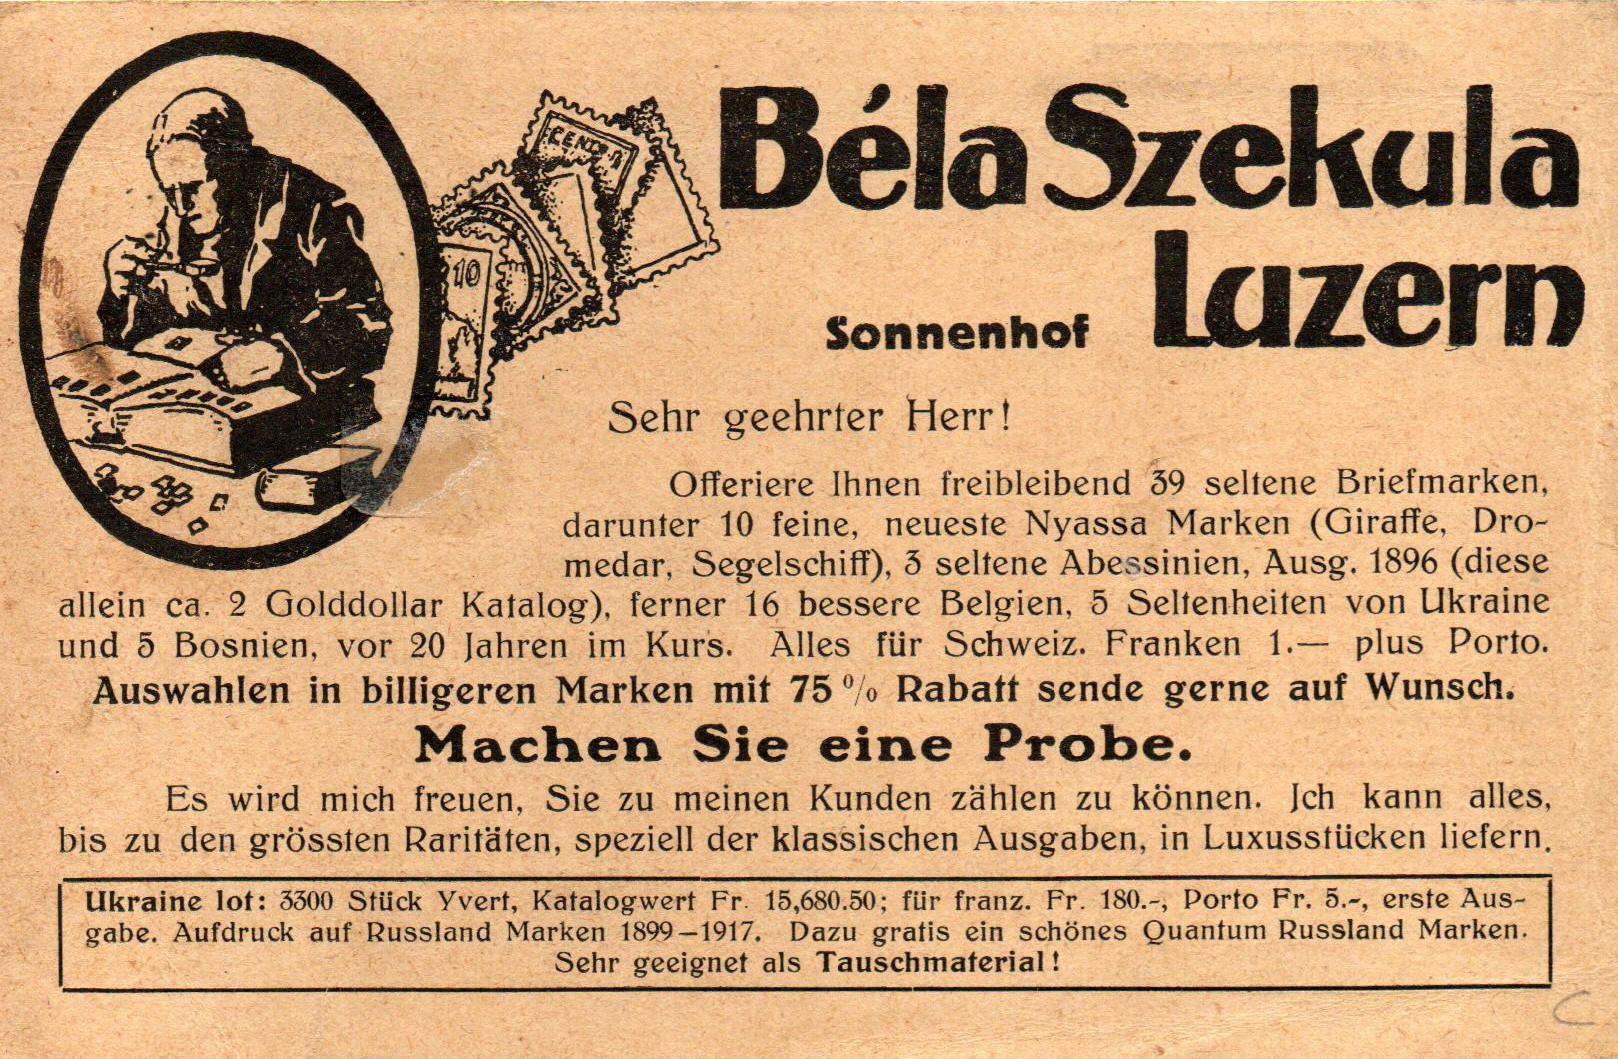 Béla Szekula
Luzern
Sonnenhof
CENT
10
Sehr geehrter Herr!
Offeriere Ihnen freibleibend 39 seltene Briefmarken,
darunter 10 feine, neueste Nyassa Marken (Giraffe, Dro-
medar, Segelschiff), 3 seltene Abessinien, Ausg. 1896 (diese
allein ca. 2 Golddollar Katalog), ferner 16 bessere Belgien, 5 Seltenheiten von Ukraine
und 5 Bosnien, vor 20 Jahren im Kurs. Alles für Schweiz. Franken 1.— plus Porto.
Auswahlen in billigeren Marken mit 75 % Rabatt sende gerne auf Wunsch.
Machen Sie eine Probe.
Es wird mich freuen, Sie zu meinen Kunden zählen zu können. Ich kann alles,
bis zu den grössten Raritäten, speziell der klassischen Ausgaben, in Luxusstücken liefern.
Ukraine lot: 3300 Stück Yvert, Katalogwert Fr. 15,680.50; für franz. Fr. 180.-, Porto Fr. 5.-, erste Aus-
gabe. Aufdruck auf Russland Marken 1899–1917. Dazu gratis ein schönes Quantum Russland Marken.
Sehr geeignet als Tauschmaterial!
C